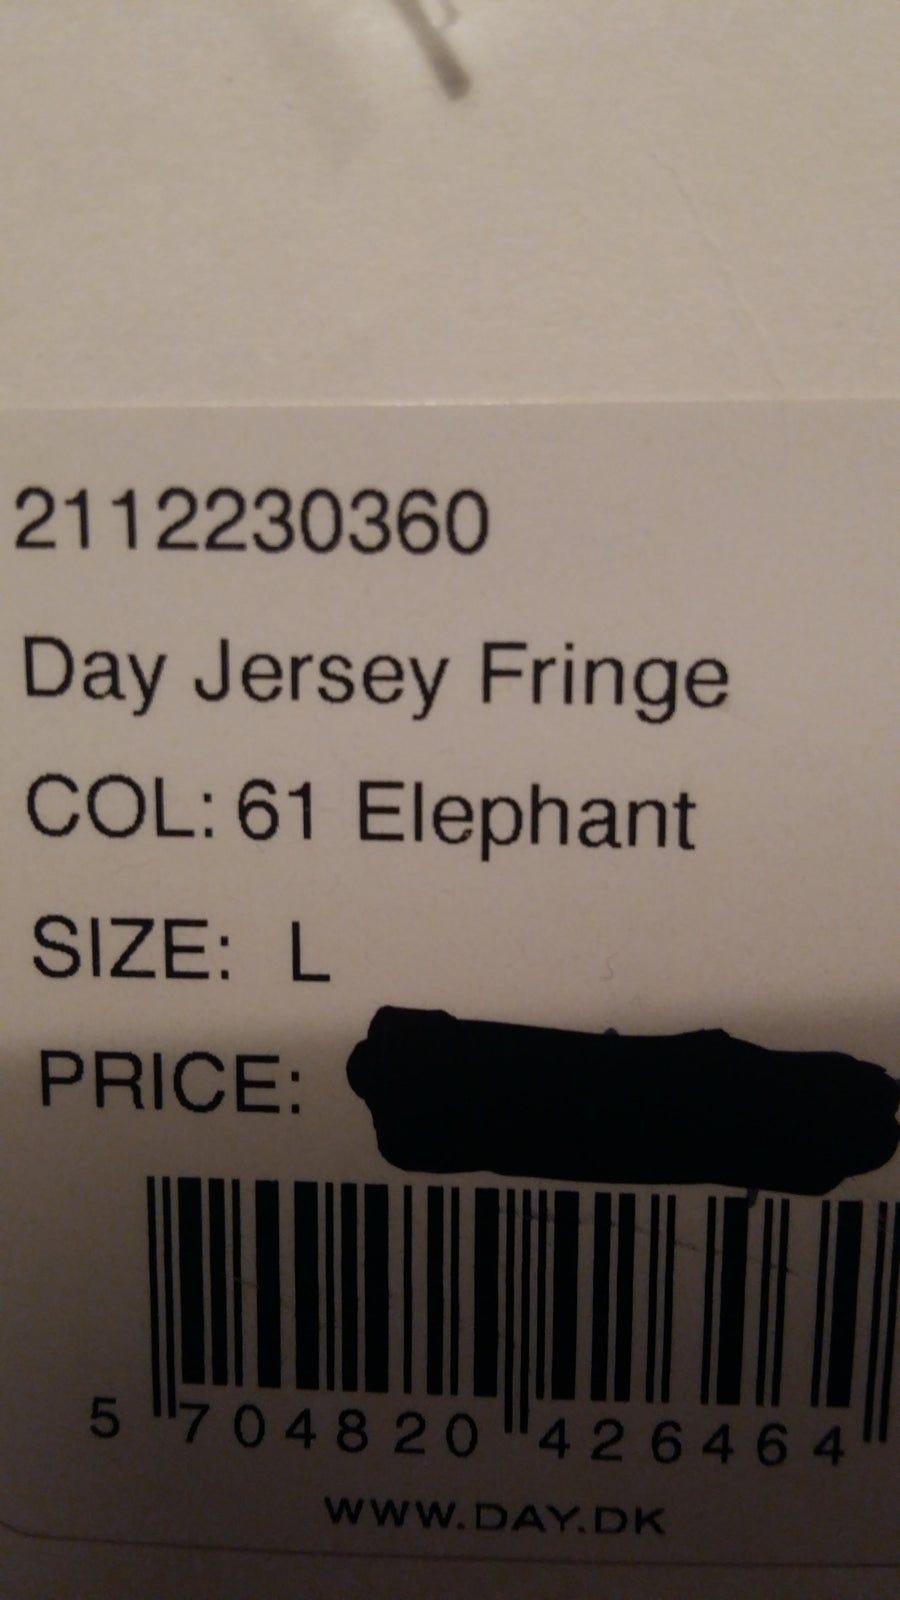 2112230360
Day Jersey Fringe
COL: 61 Elephant
SIZE: L
PRICE:
5 704820 426464
WWW.DAY.DK